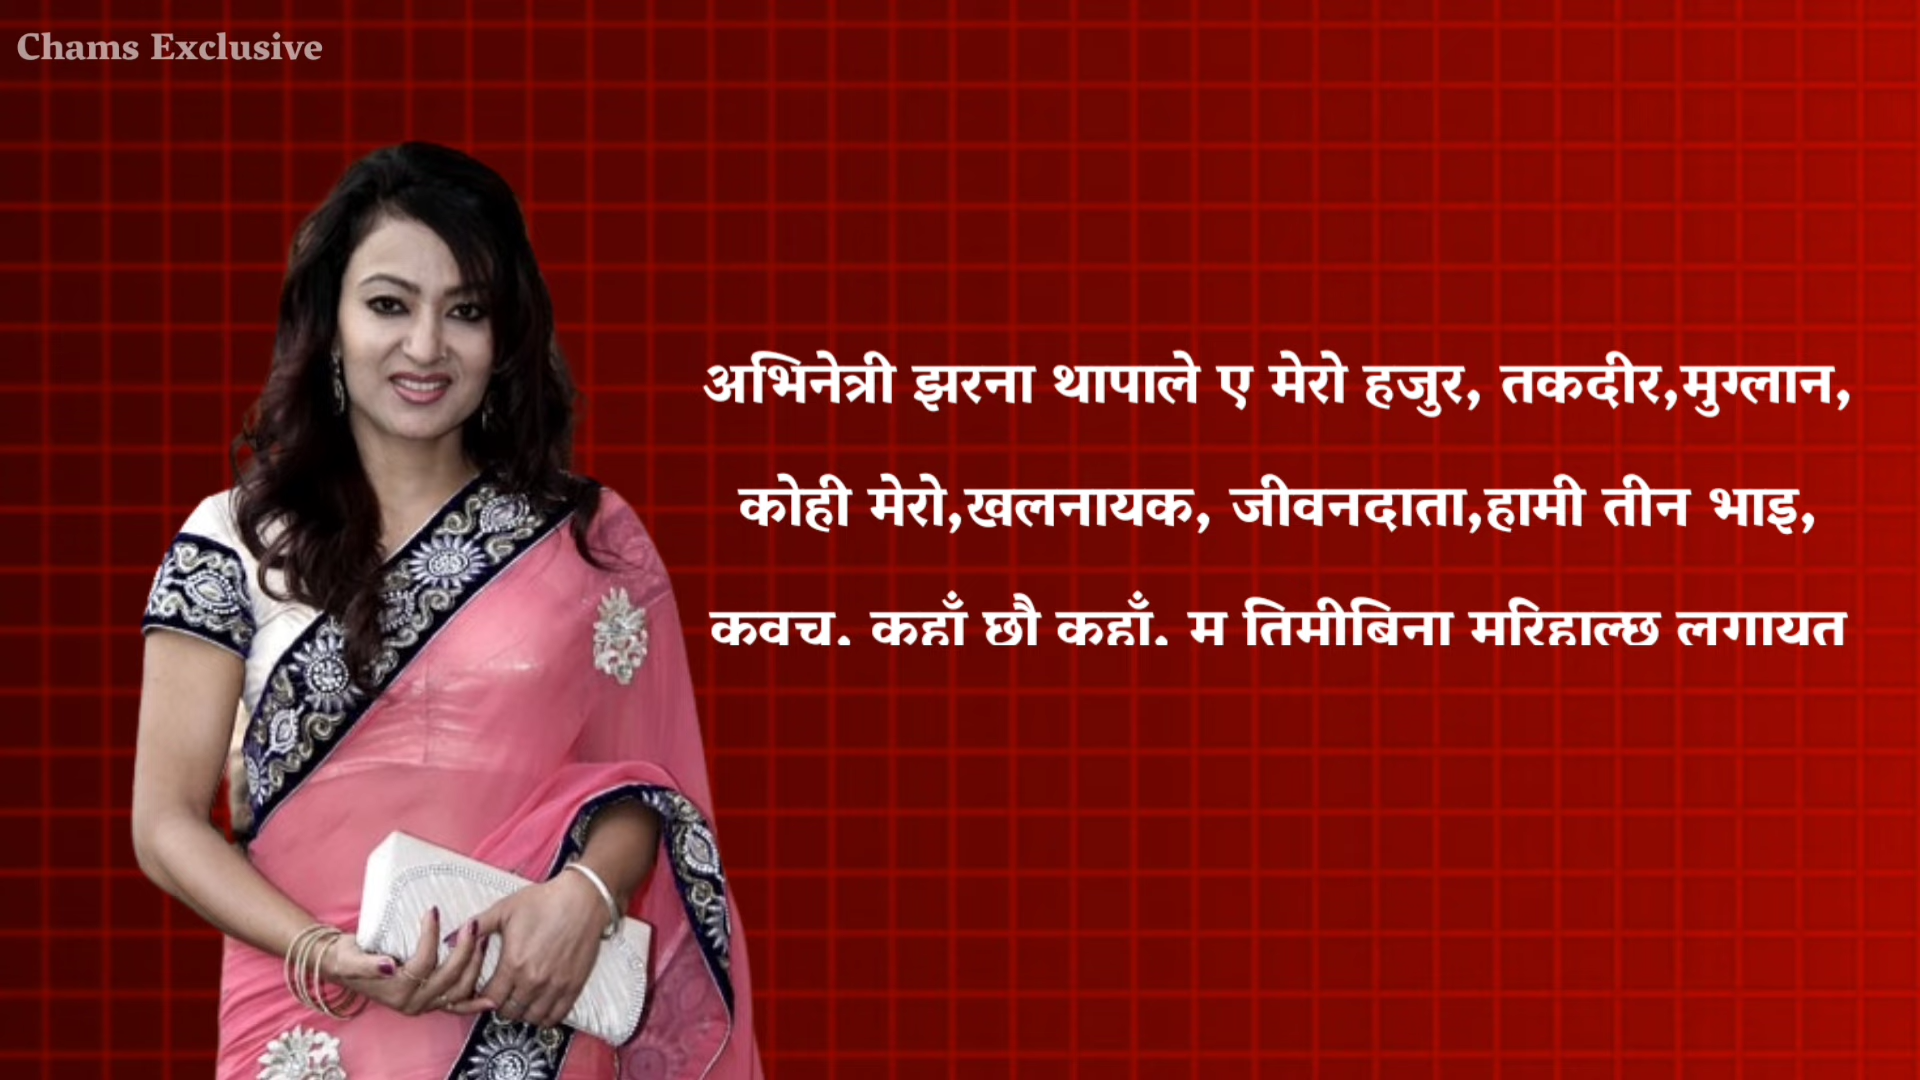 Chams Exclusive
अभिनेत्री झरना थापाले ए मेरो हजुर, तकदीर,मुग्लान,
कोही मेरो,खलनायक, जीवनदाता,हामी तीन भाइ,
कवच, कहाँ छौ कहाँ, म तिमीबिना मरिहाल्छु लगायत